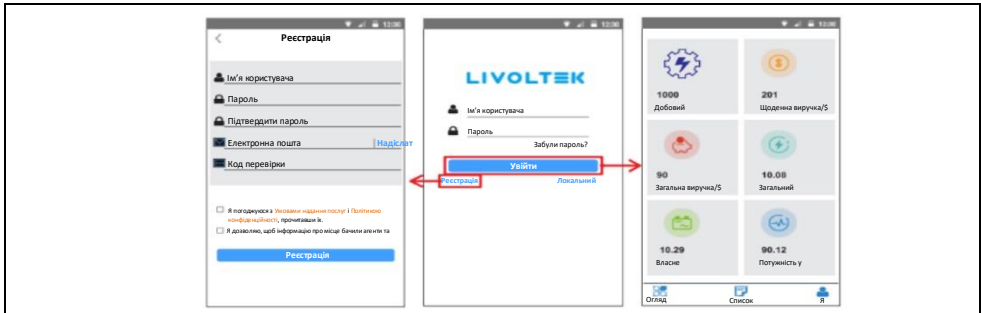 12:30
Реєстрація
Ім'я користувача
Пароль
Підтвердити пароль
Електронна пошта
Надіслат
Код перевірки
Я погоджуюся з Умовами надання послуг і Політикою
конфіденційності, прочитавши їх.
Я дозволяю, щоб інформацію про місце бачили агенти та
Реєстрація
12:30
LIVOLTEK
Ім'я користувача
Пароль
Забули пароль?
Увійти
Реєстрація
Локальний
12:30
1000
Добовий
201
Щоденна виручка/$
90
Загальна виручка/$
10.08
Загальний
10.29
Власне
90.12
Потужність у
Огляд
Список
Я